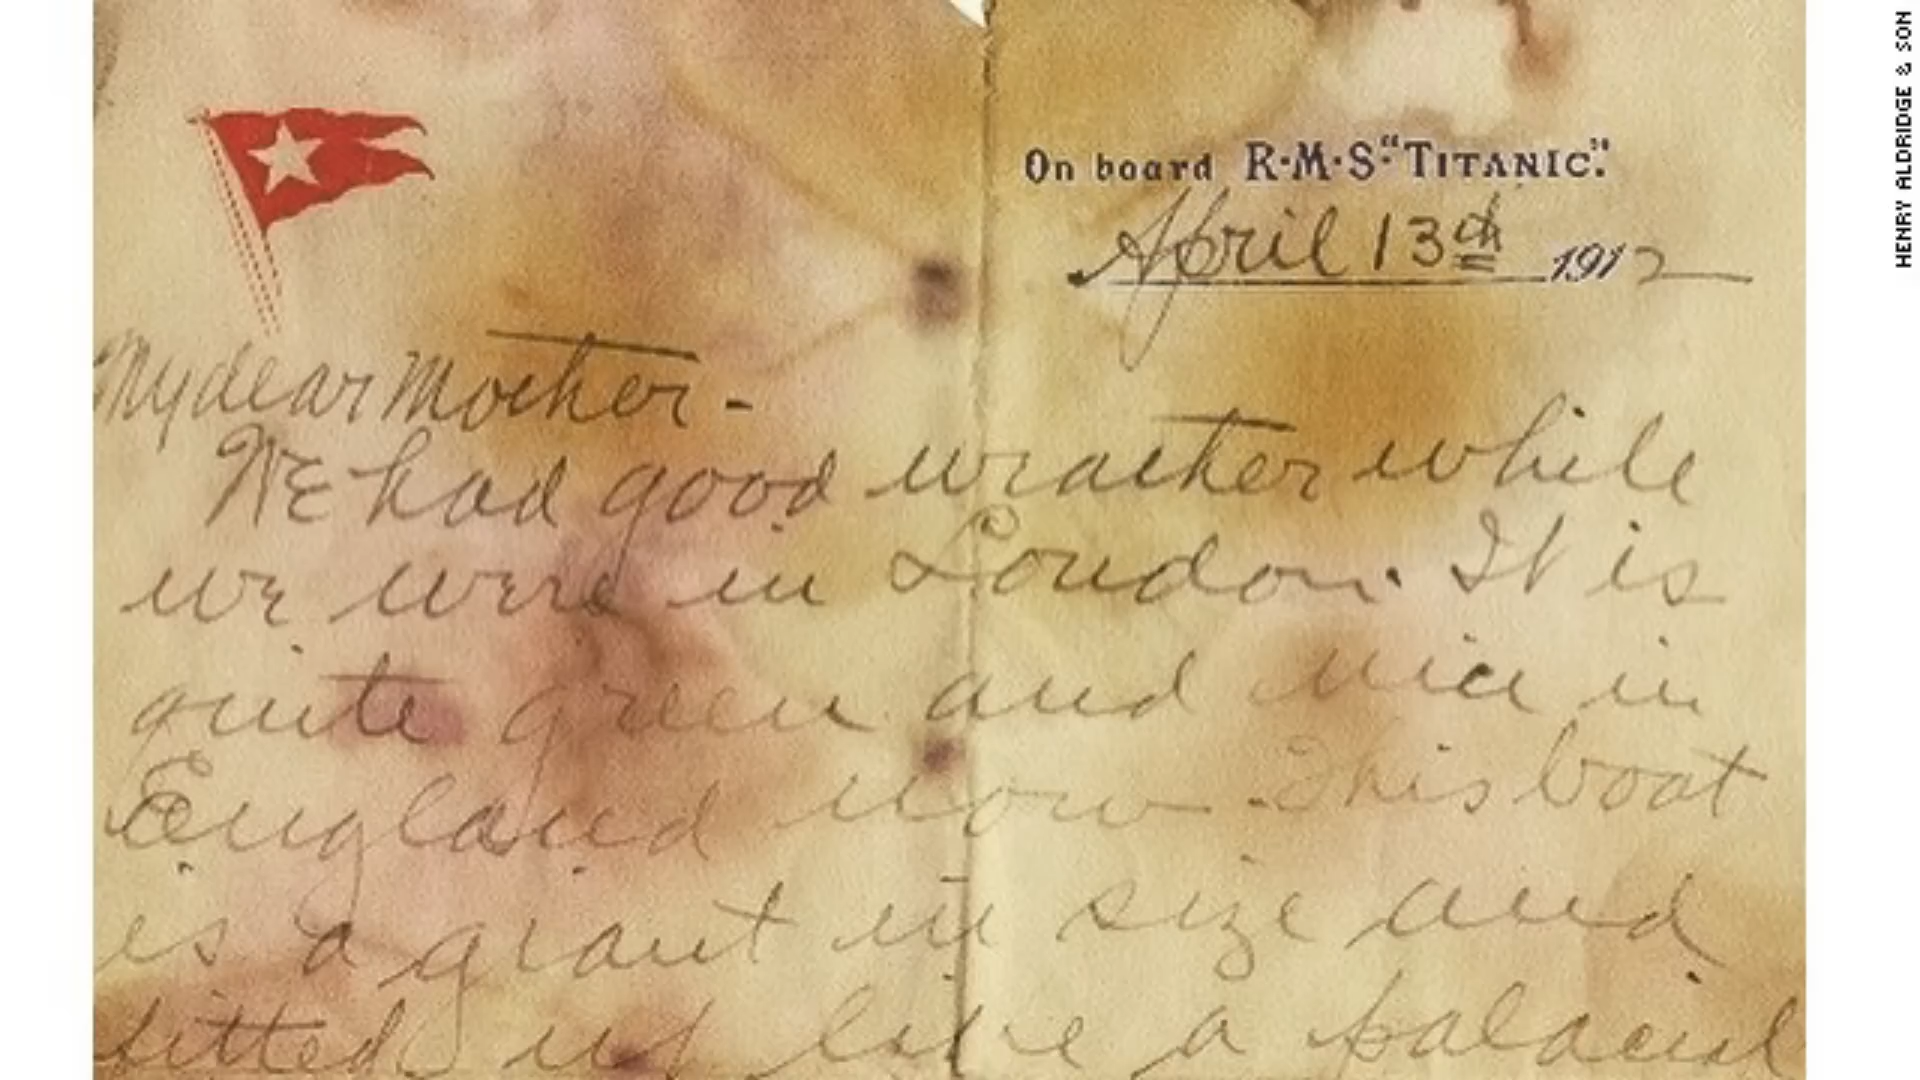 On board R·M·S·"TITANIC".
April 13th 1912
My dear Mother -
We had good weather while
we were in London. It is
quite green and nice in
England now. This boat
is a giant in size and
fitted up like a palacial
HENRY ALDRIDGE & SON